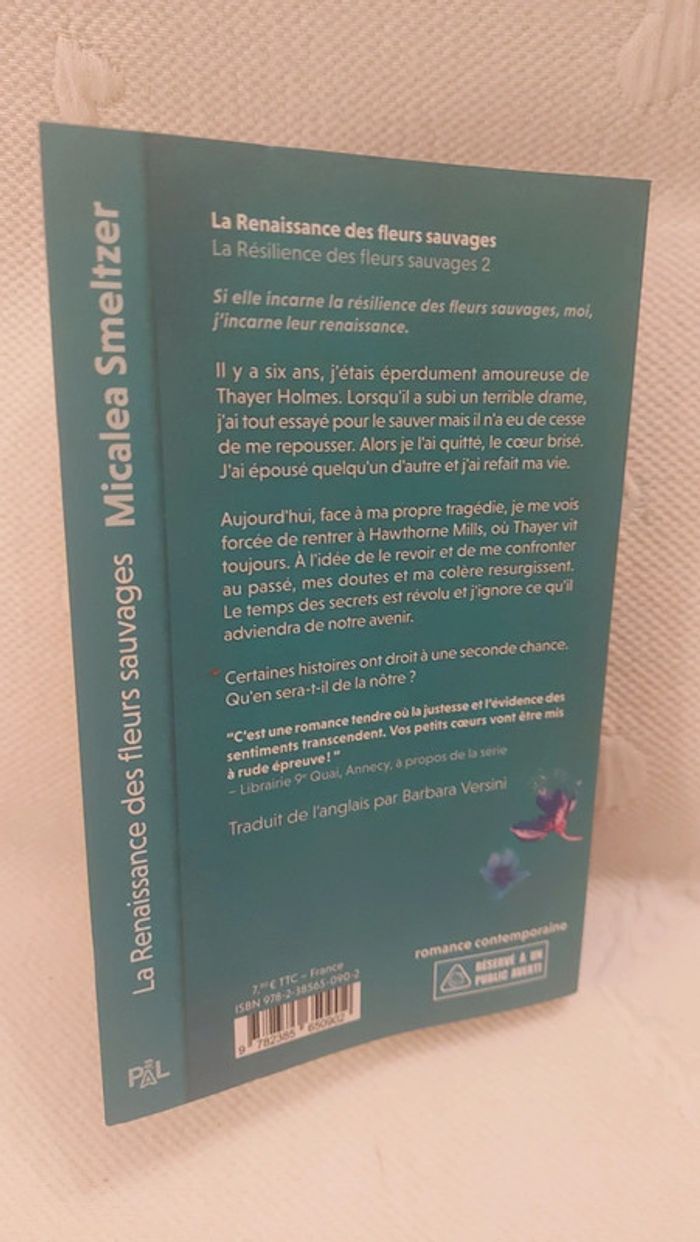 La Renaissance des fleurs sauvages Micalea Smeltzer
PAL
La Renaissance des fleurs sauvages
La Résilience des fleurs sauvages 2
Si elle incarne la résilience des fleurs sauvages, moi,
j'incarne leur renaissance.
Il y a six ans, j'étais éperdument amoureuse de
Thayer Holmes. Lorsqu'il a subi un terrible drame,
j'ai tout essayé pour le sauver mais il n'a eu de cesse
de me repousser. Alors je l'ai quitté, le cœur brisé.
J'ai épousé quelqu'un d'autre et j'ai refait ma vie.
Aujourd'hui, face à ma propre tragédie, je me vois
forcée de rentrer à Hawthorne Mills, où Thayer vit
toujours. À l'idée de le revoir et de me confronter
au passé, mes doutes et ma colère resurgissent.
Le temps des secrets est révolu et j'ignore ce qu'il
adviendra de notre avenir.
Certaines histoires ont droit à une seconde chance.
Qu'en sera-t-il de la nôtre ?
"C'est une romance tendre où la justesse et l'évidence des
sentiments transcendent. Vos petits cœurs vont être mis
à rude épreuve ! "
– Librairie 9e Quai, Annecy, à propos de la série
Traduit de l'anglais par Barbara Versini
romance contemporaine
RÉSERVÉ À UN
PUBLIC AVERTI
€ TTC – France
ISBN 978-2-38565-090-2
9 782385 650902